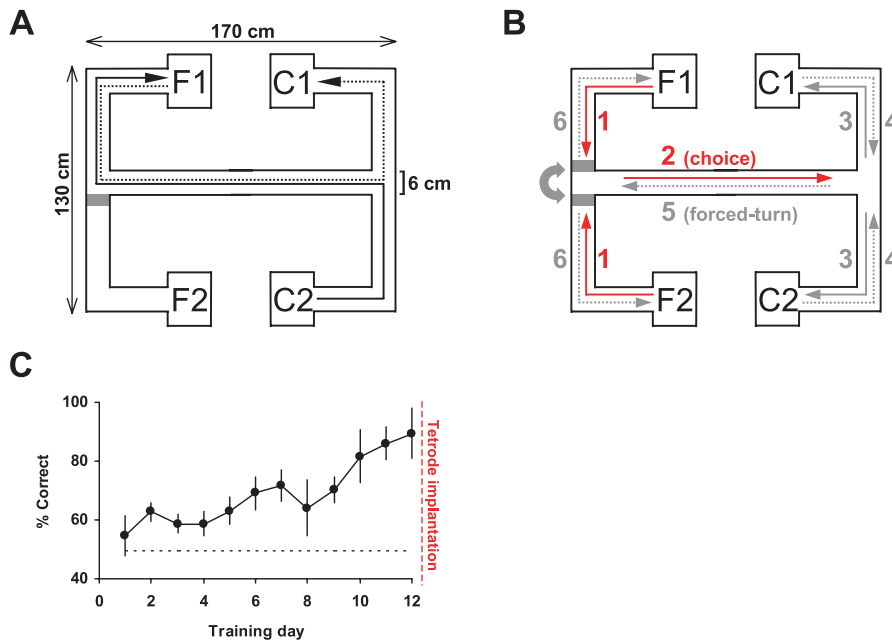 A
170 cm
F1
C1
130 cm
6 cm
F2
C2
B
F1
C1
6
1
3
4
2 (choice)
5 (forced-turn)
6
1
3
4
F2
C2
C
% Correct
100
80
60
40
0
2
4
6
8
10
12
Training day
Tetrode implantation